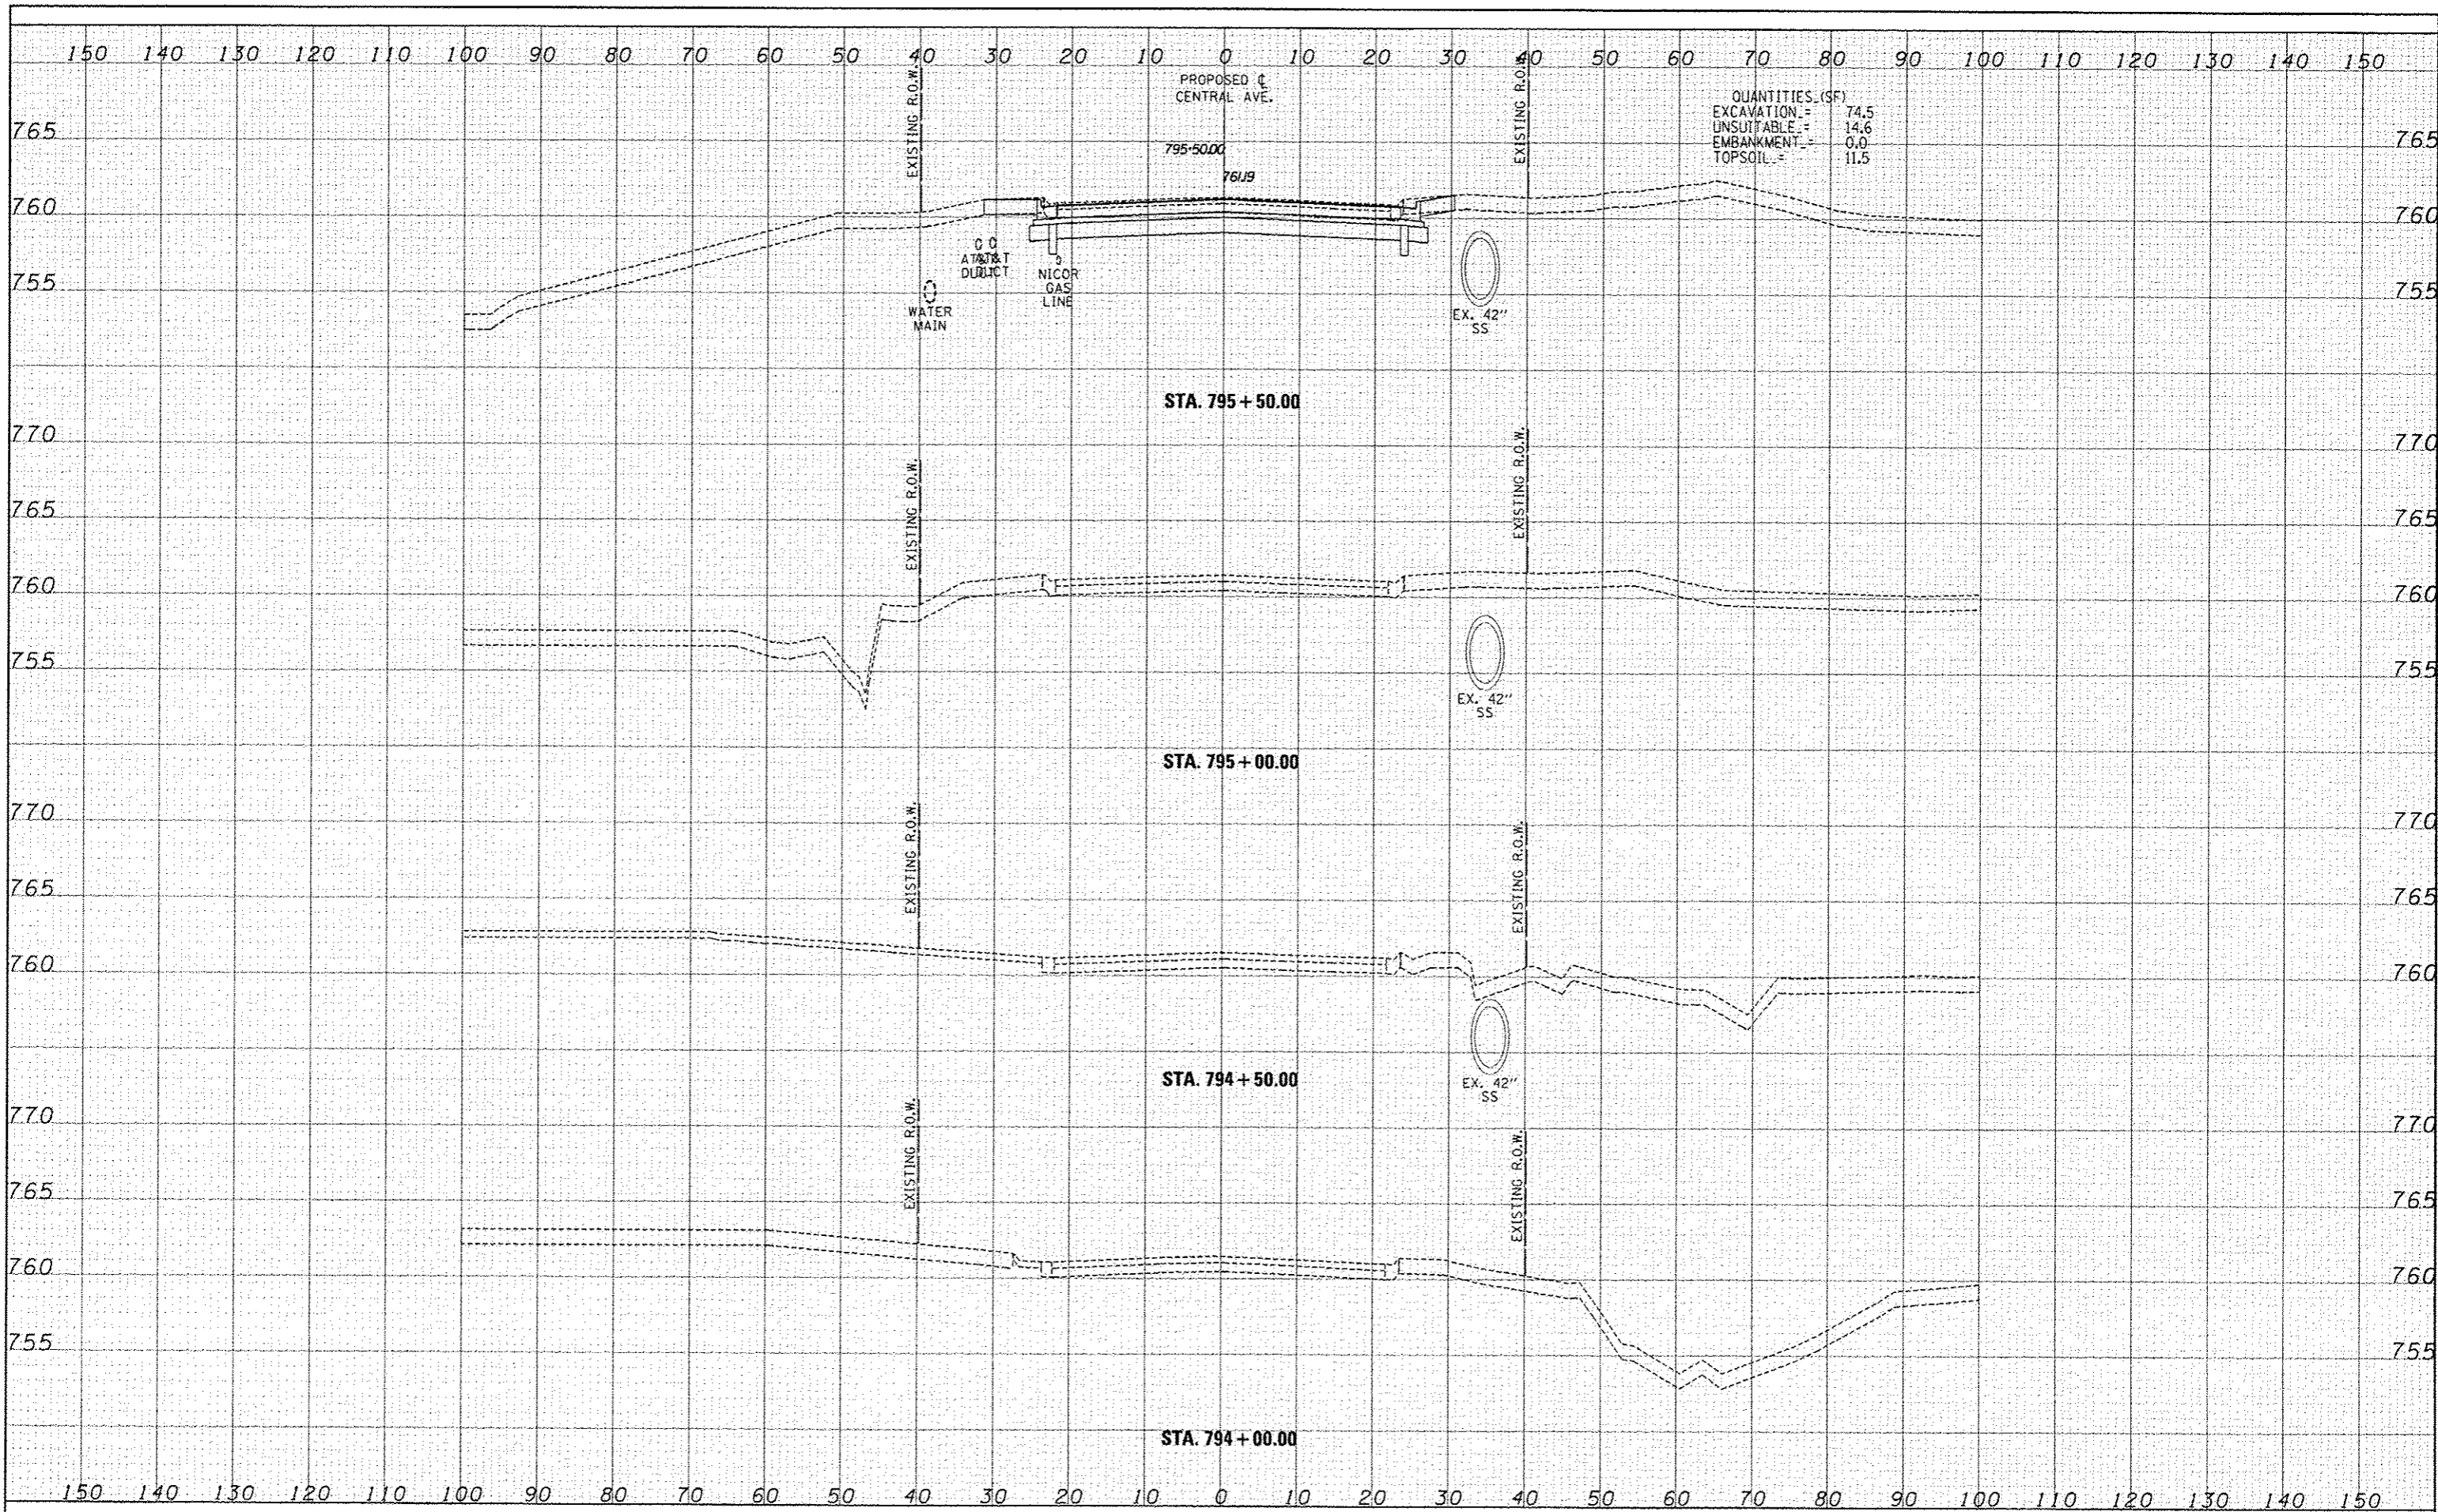 150 140 130 120 110 100 90 80 70 60 50 40 30 20 10 0 10 20 30 40 50 60 70 80 90 100 110 120 130 140 150
PROPOSED ℄
CENTRAL AVE.
EXISTING R.O.W.
EXISTING R.O.W.
QUANTITIES (SF)
EXCAVATION = 74.5
UNSUITABLE = 14.6
EMBANKMENT = 0.0
TOPSOIL = 11.5
765 765
795+50.00
761.19
760 760
AT&T DUCT
AT&T DUCT
NICOR
GAS
LINE
755 755
WATER
MAIN
EX. 42"
SS
STA. 795+50.00
770 770
EXISTING R.O.W.
EXISTING R.O.W.
765 765
760 760
755 755
EX. 42"
SS
STA. 795+00.00
770 770
EXISTING R.O.W.
EXISTING R.O.W.
765 765
760 760
STA. 794+50.00
EX. 42"
SS
770 770
EXISTING R.O.W.
EXISTING R.O.W.
765 765
760 760
755 755
STA. 794+00.00
150 140 130 120 110 100 90 80 70 60 50 40 30 20 10 0 10 20 30 40 50 60 70 80 90 100 110 120 130 140 150